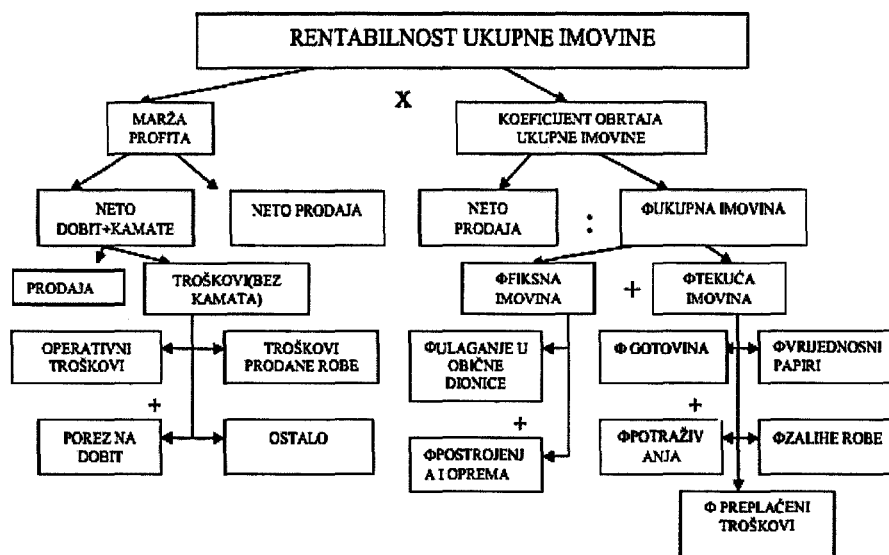 RENTABILNOST UKUPNE IMOVINE
X
MARŽA
PROFITA
KOEFICIJENT OBRTAJA
UKUPNE IMOVINE
NETO
DOBIT+KAMATE
NETO PRODAJA
NETO
PRODAJA
:
ΦUKUPNA IMOVINA
PRODAJA
TROŠKOVI(BEZ
KAMATA)
ΦFIKSNA
IMOVINA
+
ΦTEKUĆA
IMOVINA
OPERATIVNI
TROŠKOVI
TROŠKOVI
PRODANE ROBE
ΦULAGANJE U
OBIČNE
DIONICE
Φ GOTOVINA
ΦVRIJEDNOSNI
PAPIRI
+
+
+
POREZ NA
DOBIT
OSTALO
ΦPOSTROJENJ
A I OPREMA
ΦPOTRAŽIV
ANJA
ΦZALIHE ROBE
Φ PREPLAĆENI
TROŠKOVI